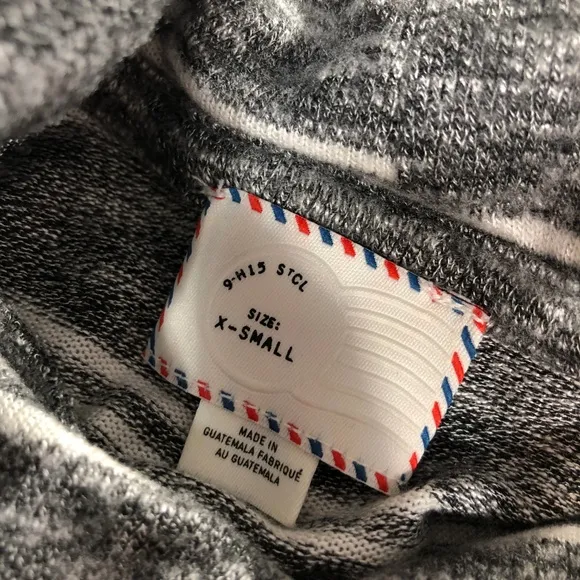 9-H15 STCL
SIZE:
X-SMALL
MADE IN
GUATEMALA FABRIQUÉ
AU GUATEMALA